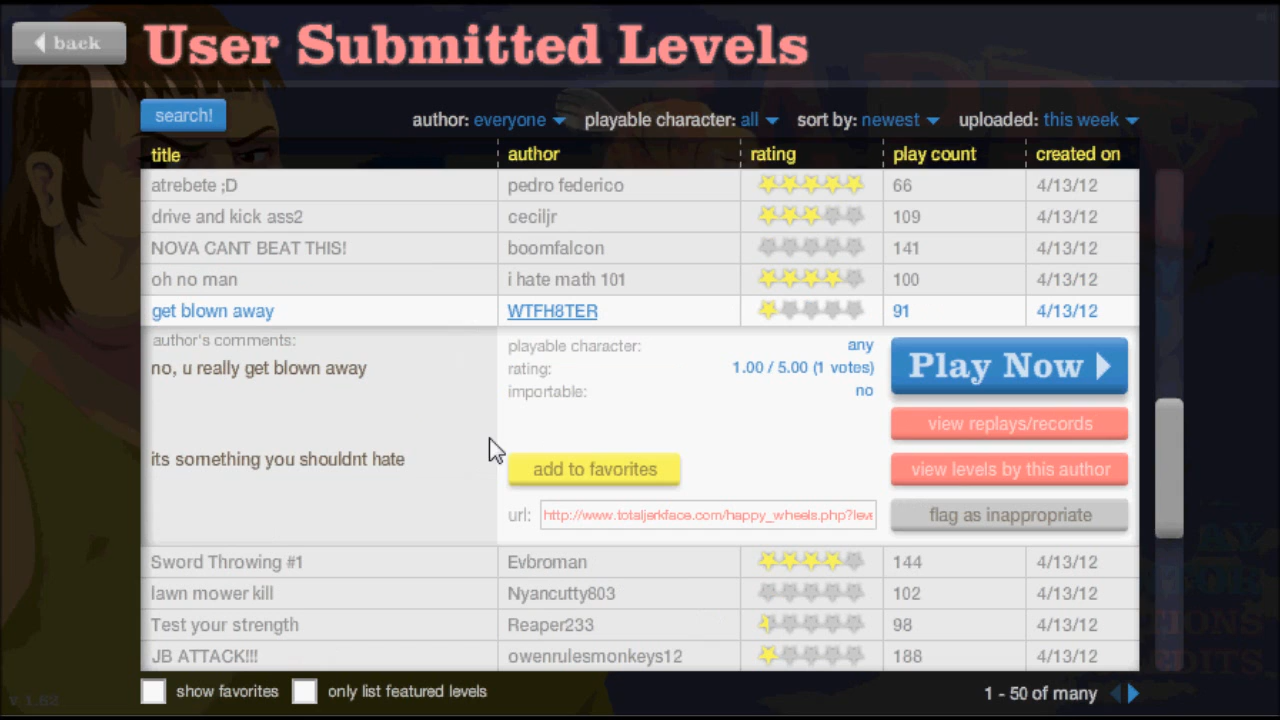 back
User Submitted Levels
search!
author: everyone playable character: all sort by: newest uploaded: this week
title author rating play count created on
atrebete ;D pedro federico 66 4/13/12
drive and kick ass2 ceciljr 109 4/13/12
NOVA CANT BEAT THIS! boomfalcon 141 4/13/12
oh no man i hate math 101 100 4/13/12
get blown away WTFH8TER 91 4/13/12
author's comments:
no, u really get blown away
its something you shouldnt hate
playable character: any
rating: 1.00 / 5.00 (1 votes)
importable: no
add to favorites
url: http://www.totaljerkface.com/happy_wheels.php?lev
Play Now
view replays/records
view levels by this author
flag as inappropriate
Sword Throwing #1 Evbroman 144 4/13/12
lawn mower kill Nyancutty803 102 4/13/12
Test your strength Reaper233 98 4/13/12
JB ATTACK!!! owenrulesmonkeys12 188 4/13/12
show favorites only list featured levels 1 - 50 of many